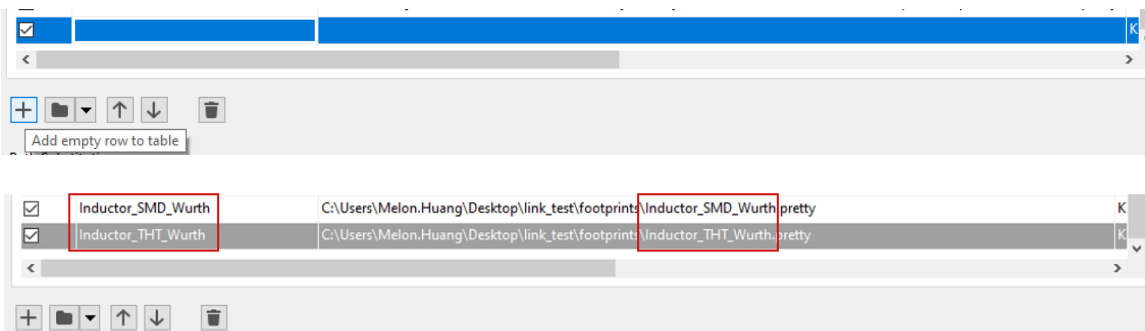 K
Add empty row to table
Inductor_SMD_Wurth C:\Users\Melon.Huang\Desktop\link_test\footprints\Inductor_SMD_Wurth.pretty K
Inductor_THT_Wurth C:\Users\Melon.Huang\Desktop\link_test\footprints\Inductor_THT_Wurth.pretty K